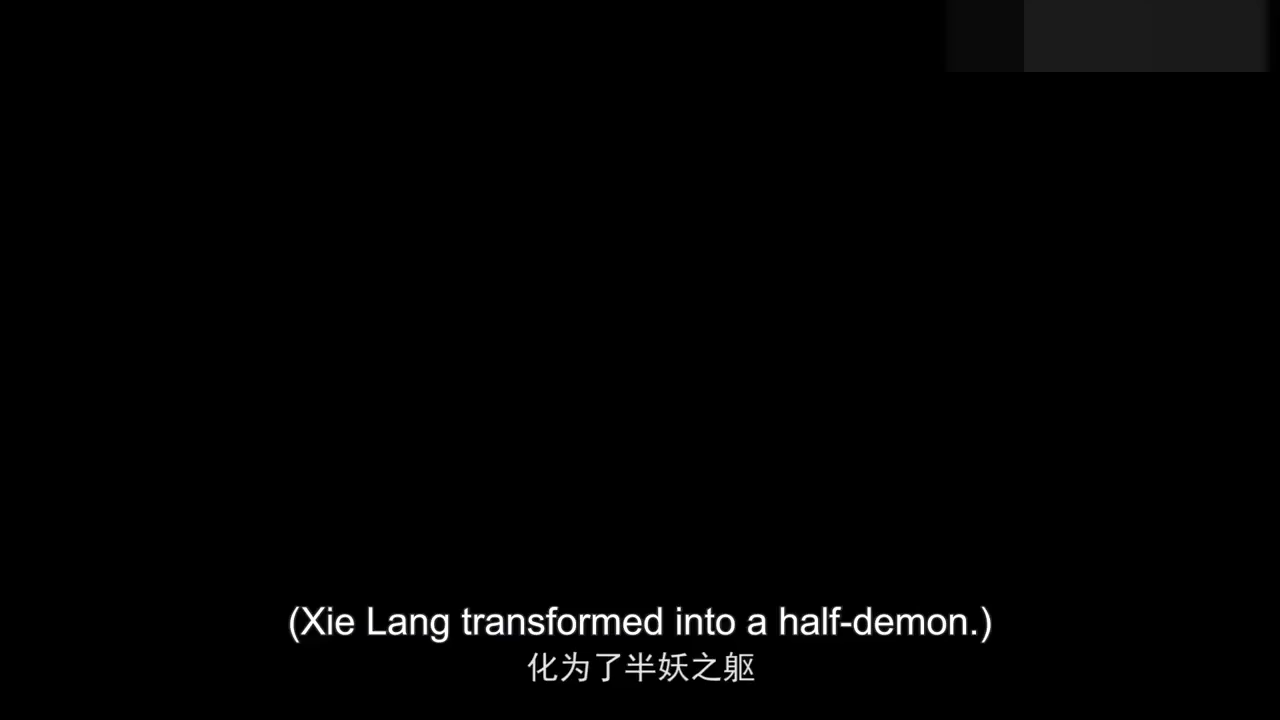 (Xie Lang transformed into a half-demon.)
化为了半妖之躯